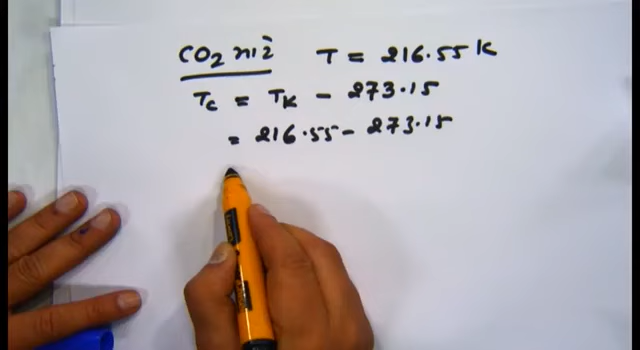 CO₂ માટે T = 216.55 K
Tc = TK - 273.15
= 216.55 - 273.15